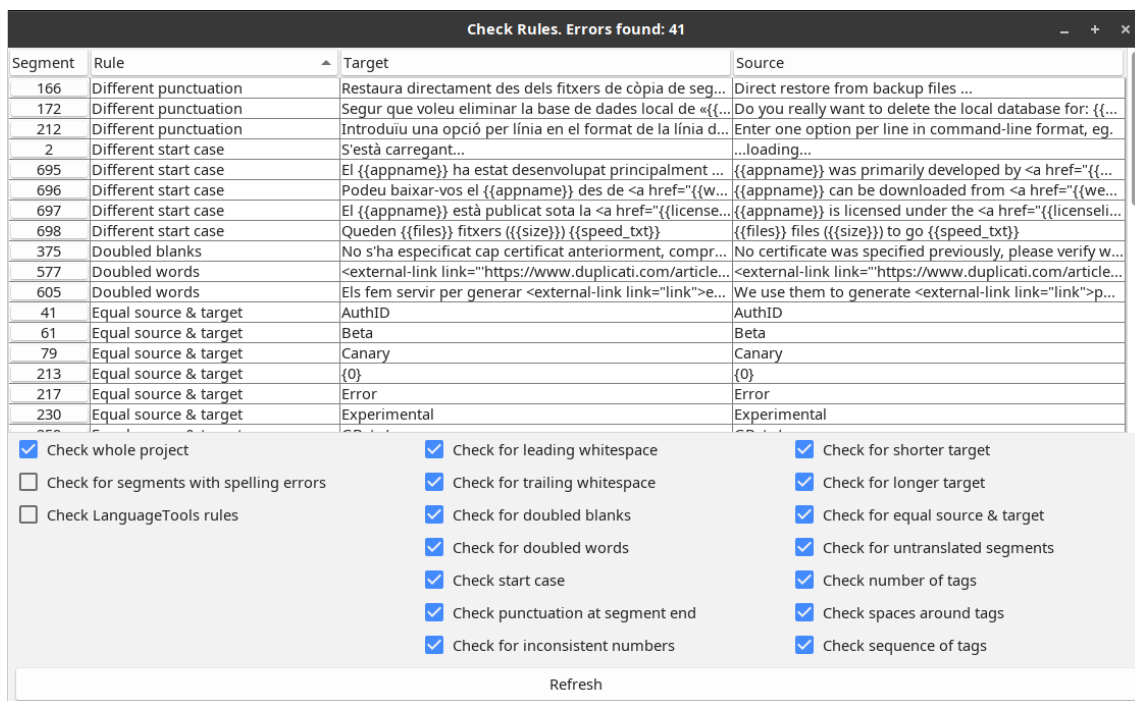 Check Rules. Errors found: 41
Segment Rule Target Source
166 Different punctuation Restaura directament des dels fitxers de còpia de seg... Direct restore from backup files ...
172 Different punctuation Segur que voleu eliminar la base de dades local de «{{... Do you really want to delete the local database for: {{...
212 Different punctuation Introduïu una opció per línia en el format de la línia d... Enter one option per line in command-line format, eg.
2 Different start case S'està carregant... ...loading...
695 Different start case El {{appname}} ha estat desenvolupat principalment ... {{appname}} was primarily developed by <a href="{{...
696 Different start case Podeu baixar-vos el {{appname}} des de <a href="{{w... {{appname}} can be downloaded from <a href="{{we...
697 Different start case El {{appname}} està publicat sota la <a href="{{license... {{appname}} is licensed under the <a href="{{licenseli...
698 Different start case Queden {{files}} fitxers ({{size}}) {{speed_txt}} {{files}} files ({{size}}) to go {{speed_txt}}
375 Doubled blanks No s'ha especificat cap certificat anteriorment, compr... No certificate was specified previously, please verify w...
577 Doubled words <external-link link="'https://www.duplicati.com/article... <external-link link="'https://www.duplicati.com/article...
605 Doubled words Els fem servir per generar <external-link link="link">e... We use them to generate <external-link link="link">p...
41 Equal source & target AuthID AuthID
61 Equal source & target Beta Beta
79 Equal source & target Canary Canary
213 Equal source & target {0} {0}
217 Equal source & target Error Error
230 Equal source & target Experimental Experimental
Check whole project Check for leading whitespace Check for shorter target
Check for segments with spelling errors Check for trailing whitespace Check for longer target
Check LanguageTools rules Check for doubled blanks Check for equal source & target
Check for doubled words Check for untranslated segments
Check start case Check number of tags
Check punctuation at segment end Check spaces around tags
Check for inconsistent numbers Check sequence of tags
Refresh